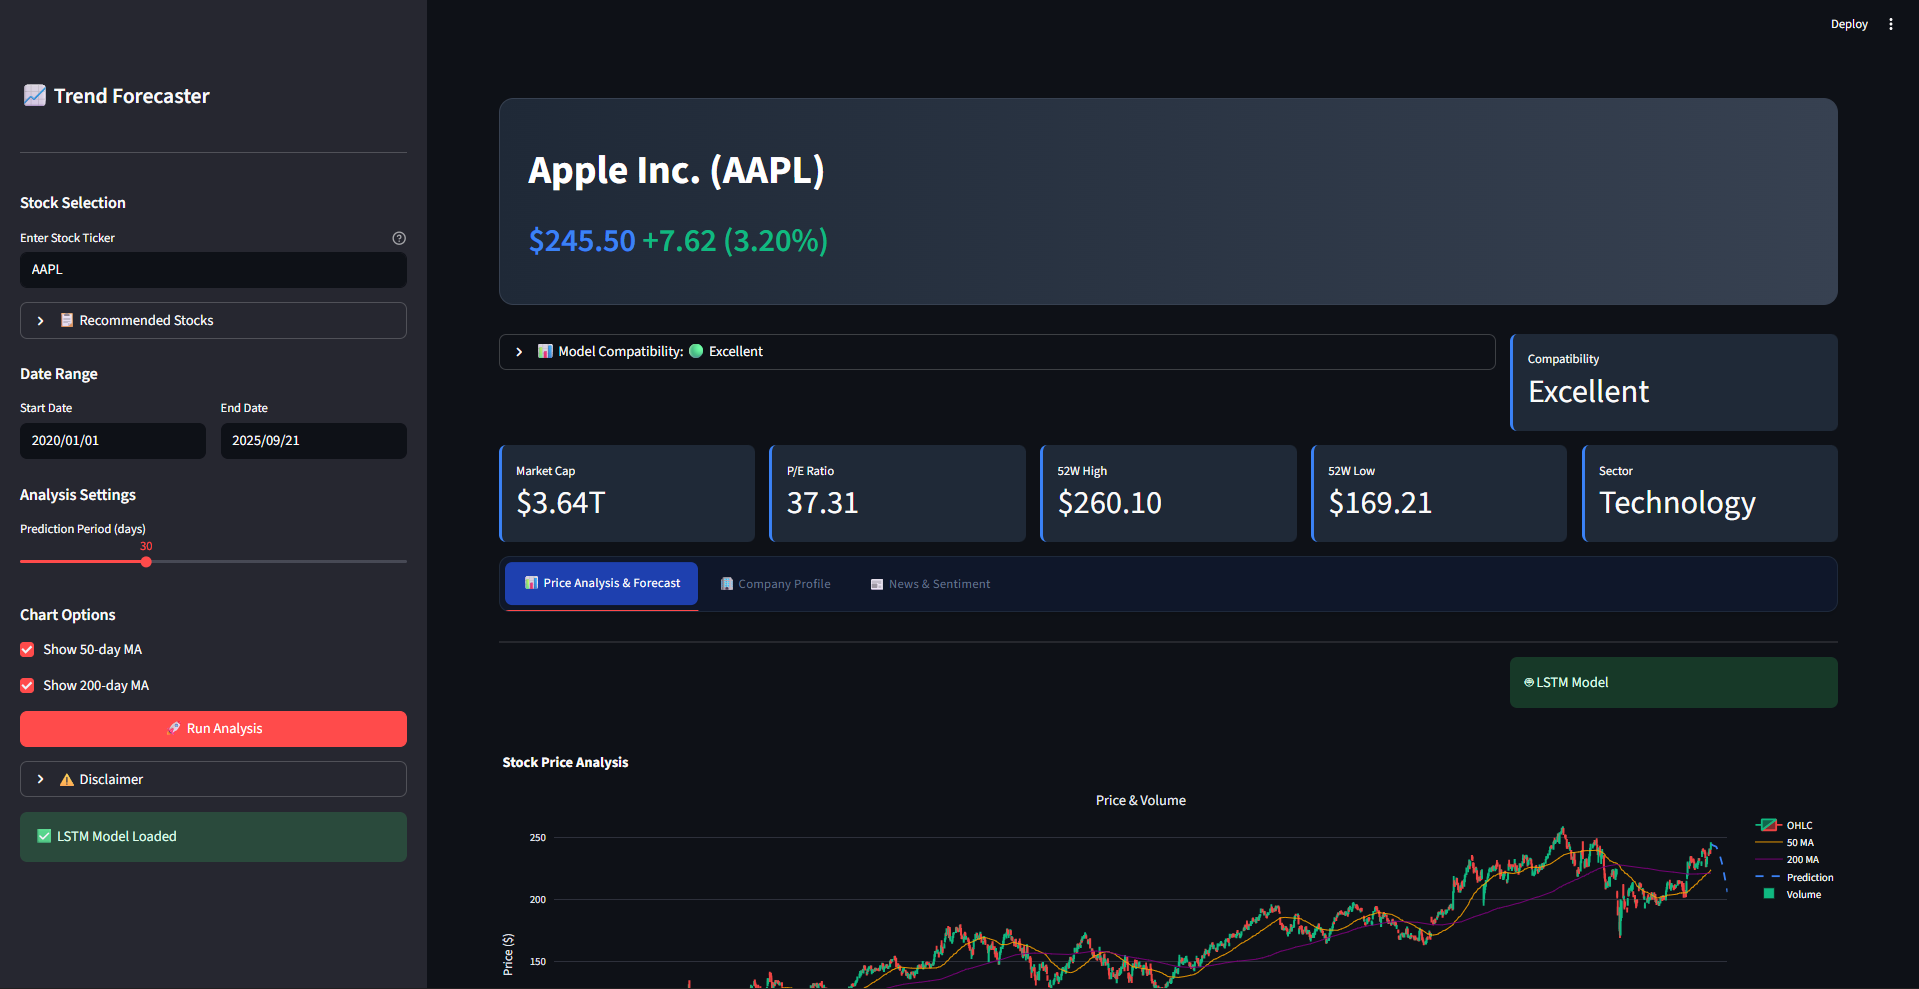 Deploy
Trend Forecaster
Stock Selection
Enter Stock Ticker
AAPL
Recommended Stocks
Date Range
Start Date
End Date
2020/01/01
2025/09/21
Analysis Settings
Prediction Period (days)
30
Chart Options
Show 50-day MA
Show 200-day MA
Run Analysis
Disclaimer
LSTM Model Loaded
Apple Inc. (AAPL)
$245.50 +7.62 (3.20%)
Model Compatibility: Excellent
Compatibility
Excellent
Market Cap
$3.64T
P/E Ratio
37.31
52W High
$260.10
52W Low
$169.21
Sector
Technology
Price Analysis & Forecast
Company Profile
News & Sentiment
LSTM Model
Stock Price Analysis
Price & Volume
250
200
150
Price ($)
OHLC
50 MA
200 MA
Prediction
Volume